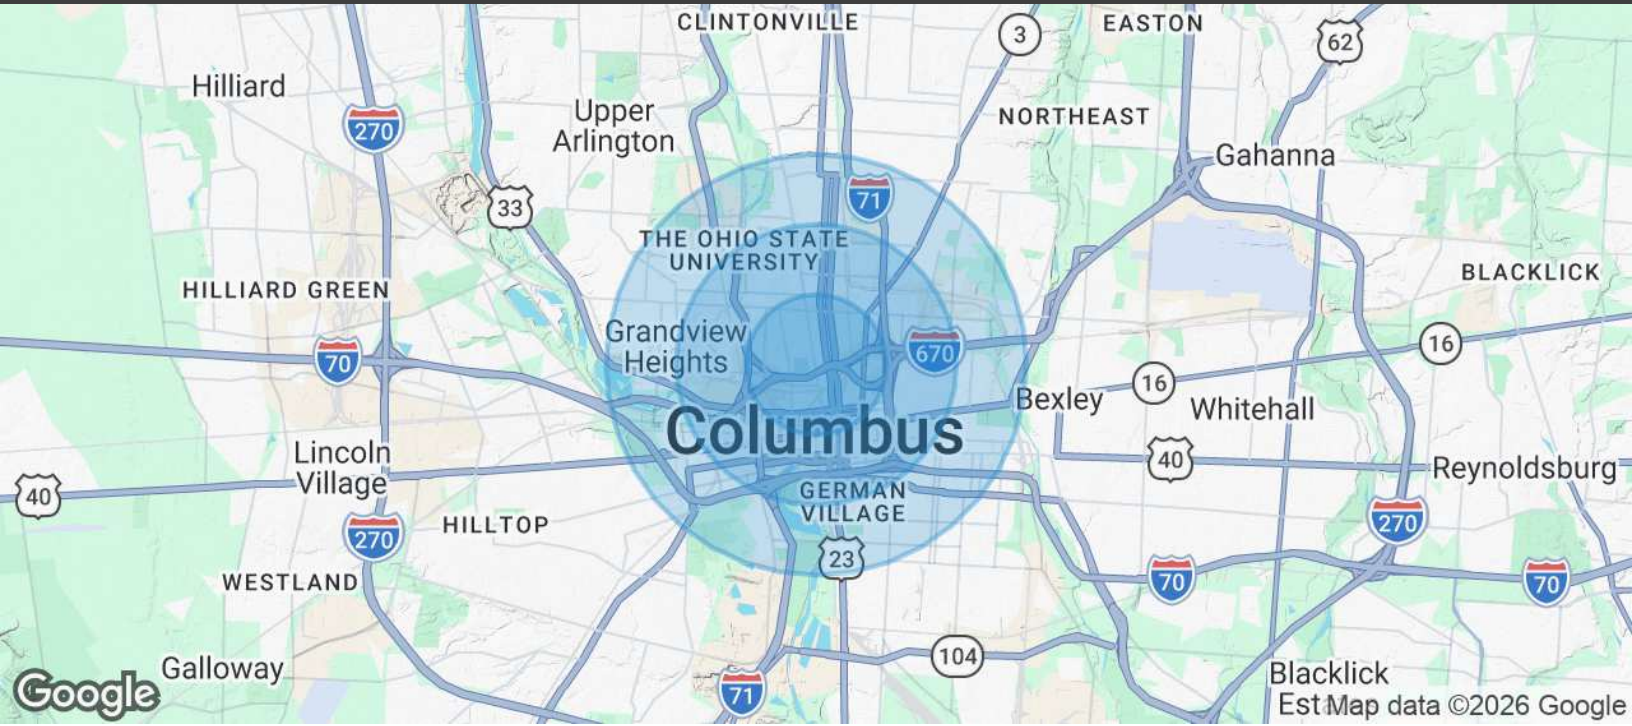 CLINTONVILLE
3
EASTON
62
Hilliard
270
Upper
Arlington
NORTHEAST
Gahanna
33
71
THE OHIO STATE
UNIVERSITY
HILLIARD GREEN
BLACKLICK
Grandview
Heights
70
670
16
16
Bexley
Whitehall
Columbus
Lincoln
Village
40
40
Reynoldsburg
GERMAN
VILLAGE
HILLTOP
270
270
23
WESTLAND
70
70
104
Galloway
71
Blacklick
Est
Google
Map data ©2026 Google